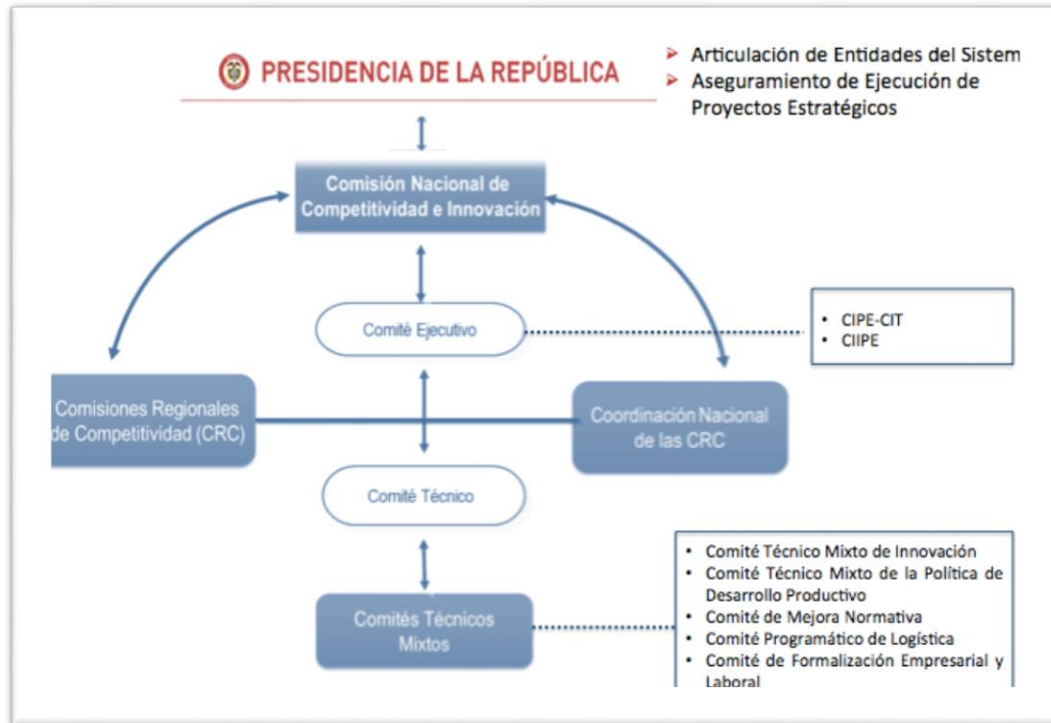 PRESIDENCIA DE LA REPÚBLICA
➢ Articulación de Entidades del Sistem
➢ Aseguramiento de Ejecución de
Proyectos Estratégicos
Comisión Nacional de
Competitividad e Innovación
Comité Ejecutivo
• CIPE-CIT
• CIIPE
Comisiones Regionales
de Competitividad (CRC)
Coordinación Nacional
de las CRC
Comité Técnico
Comités Técnicos
Mixtos
• Comité Técnico Mixto de Innovación
• Comité Técnico Mixto de la Política de
Desarrollo Productivo
• Comité de Mejora Normativa
• Comité Programático de Logística
• Comité de Formalización Empresarial y
Laboral